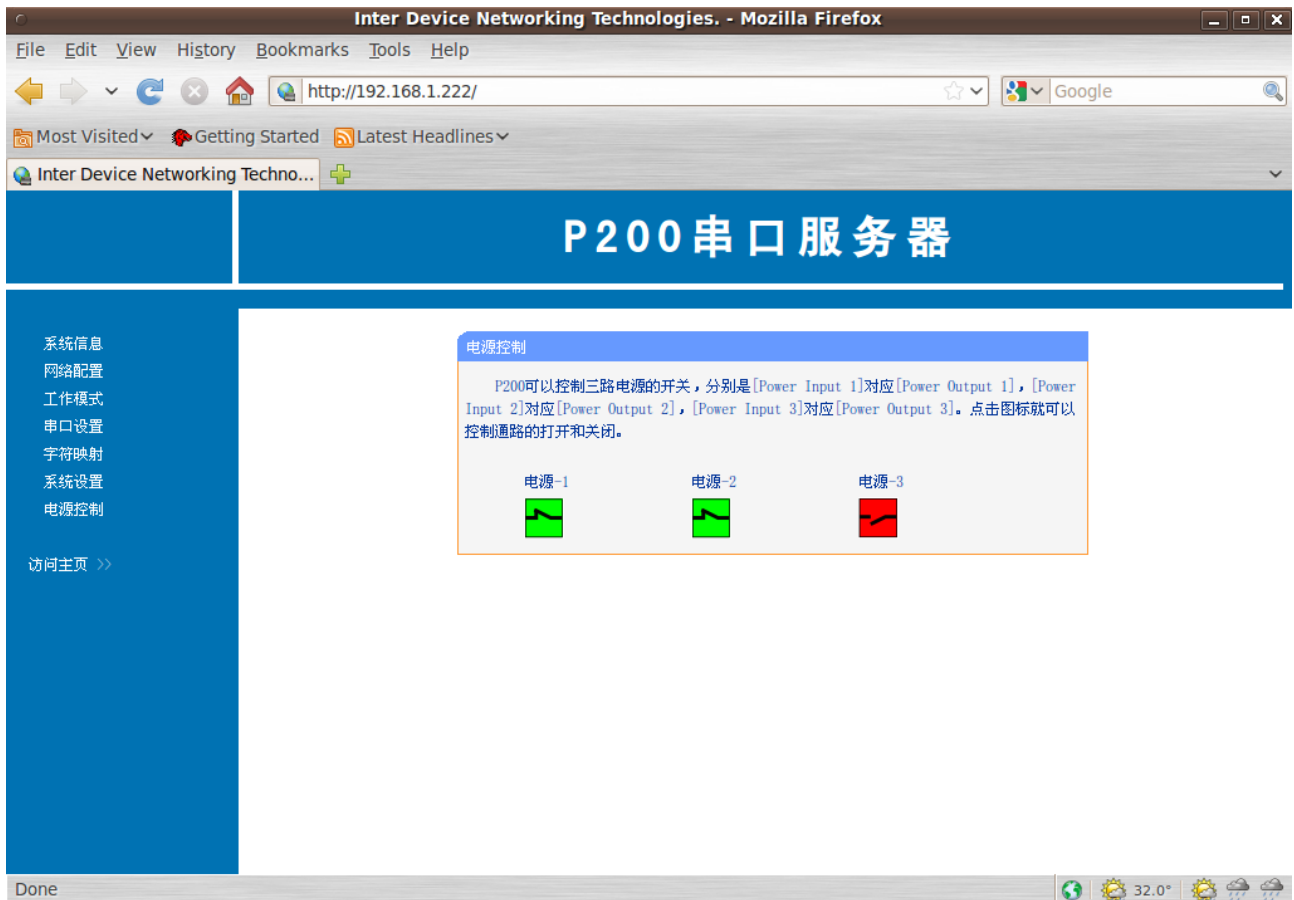 Inter Device Networking Technologies. - Mozilla Firefox
File Edit View History Bookmarks Tools Help
http://192.168.1.222/
Google
Most Visited Getting Started Latest Headlines
Inter Device Networking Techno...
P200串口服务器
系统信息
网络配置
工作模式
串口设置
字符映射
系统设置
电源控制
访问主页 >>
电源控制
P200可以控制三路电源的开关，分别是[Power Input 1]对应[Power Output 1]，[Power
Input 2]对应[Power Output 2]，[Power Input 3]对应[Power Output 3]。点击图标就可以
控制通路的打开和关闭。
电源-1 电源-2 电源-3
Done
32.0°